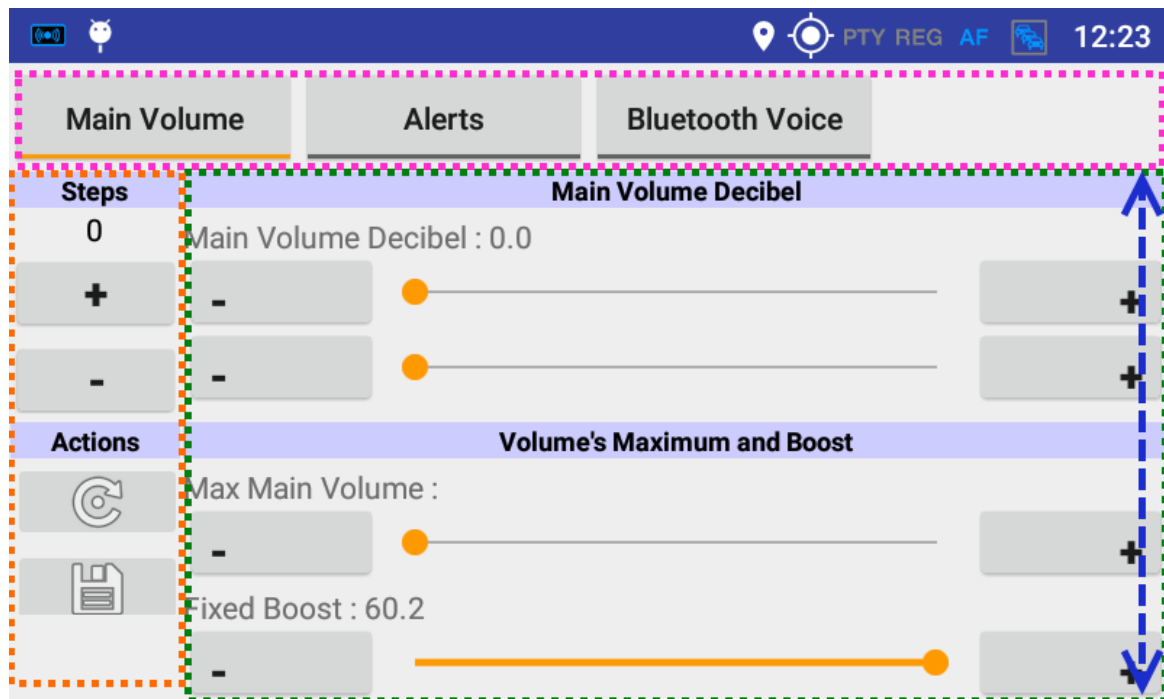 PTY REG AF 12:23
Main Volume Alerts Bluetooth Voice
Steps Main Volume Decibel
0 Main Volume Decibel : 0.0
+ - +
- - +
Actions Volume's Maximum and Boost
Max Main Volume :
- +
Fixed Boost : 60.2
- +